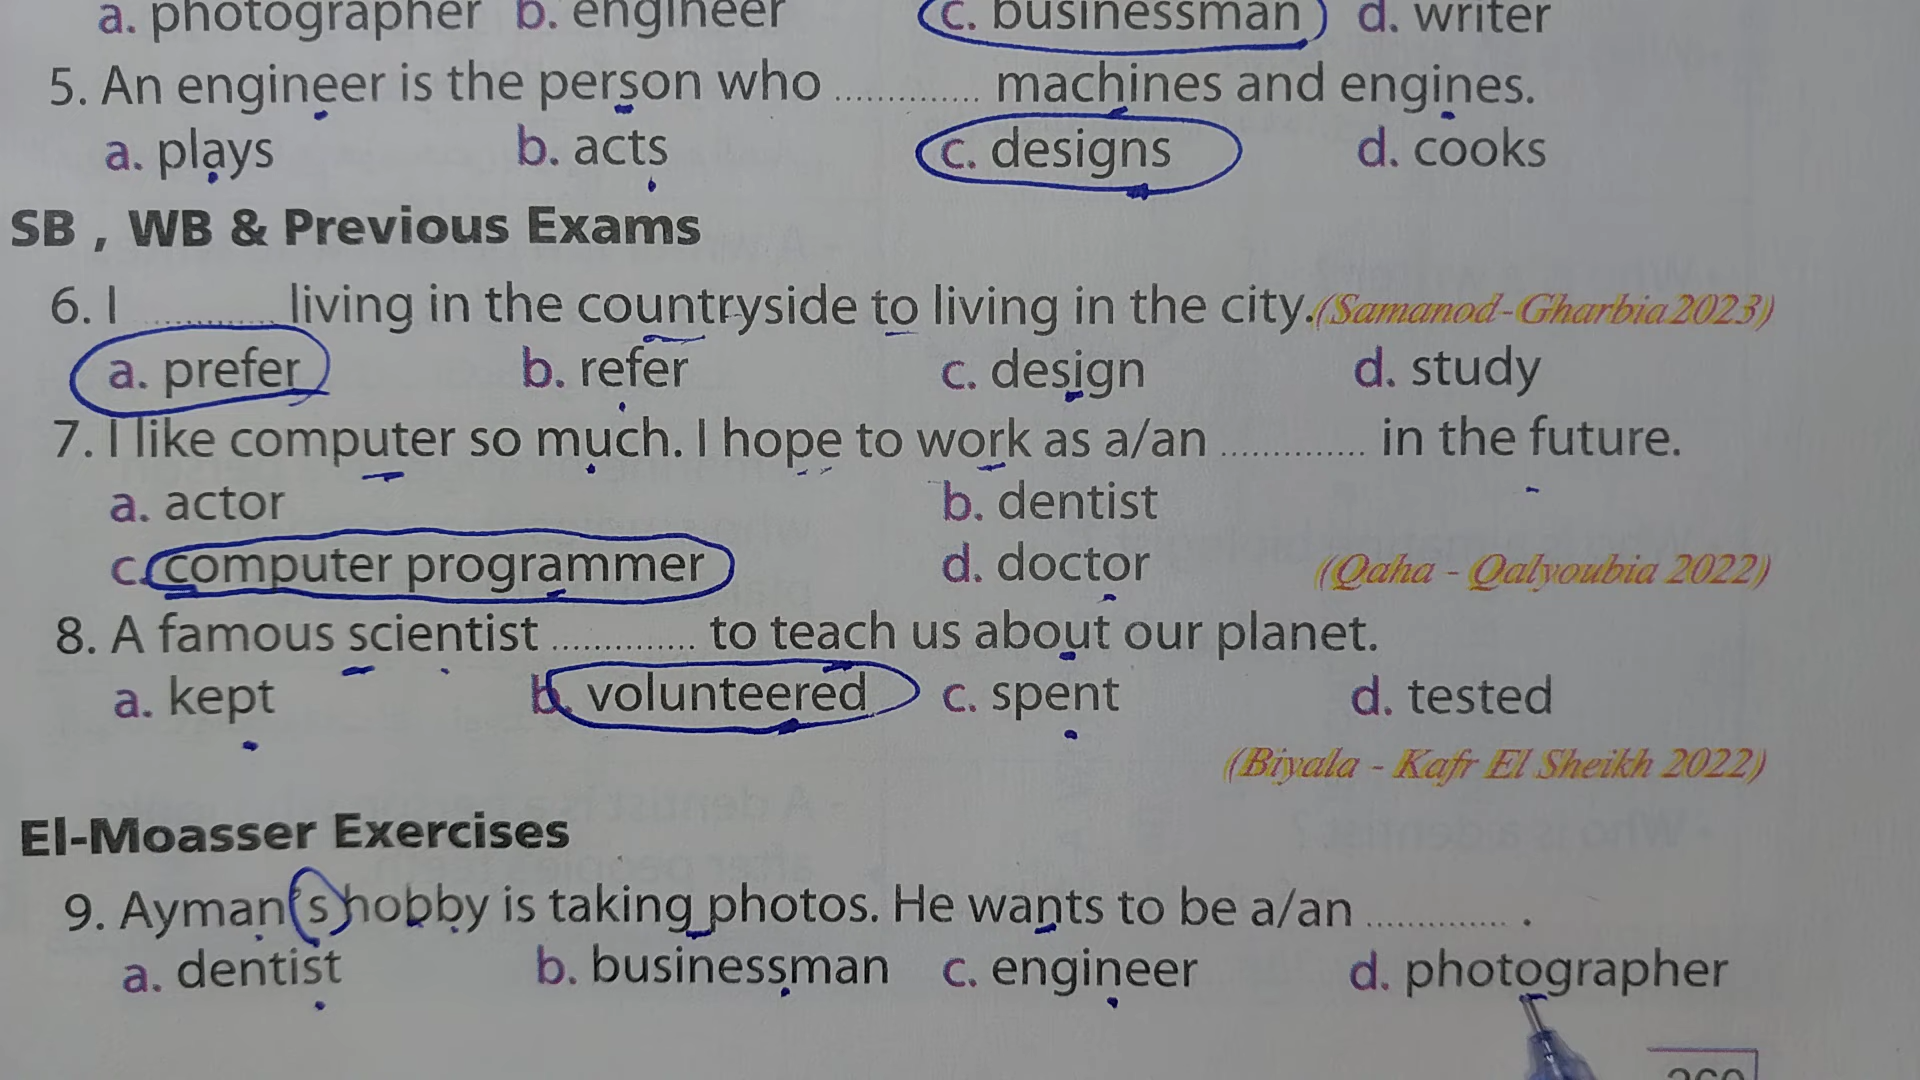 a. photographer b. engineer c. businessman d. writer
5. An engineer is the person who .............. machines and engines.
a. plays b. acts c. designs d. cooks
SB , WB & Previous Exams
6. I .............. living in the countryside to living in the city. (Samanod-Gharbia 2023)
a. prefer b. refer c. design d. study
7. I like computer so much. I hope to work as a/an .............. in the future.
a. actor b. dentist
c. computer programmer d. doctor (Qaha - Qalyoubia 2022)
8. A famous scientist .............. to teach us about our planet.
a. kept b. volunteered c. spent d. tested
(Biyala - Kafr El Sheikh 2022)
El-Moasser Exercises
9. Ayman's hobby is taking photos. He wants to be a/an .............. .
a. dentist b. businessman c. engineer d. photographer